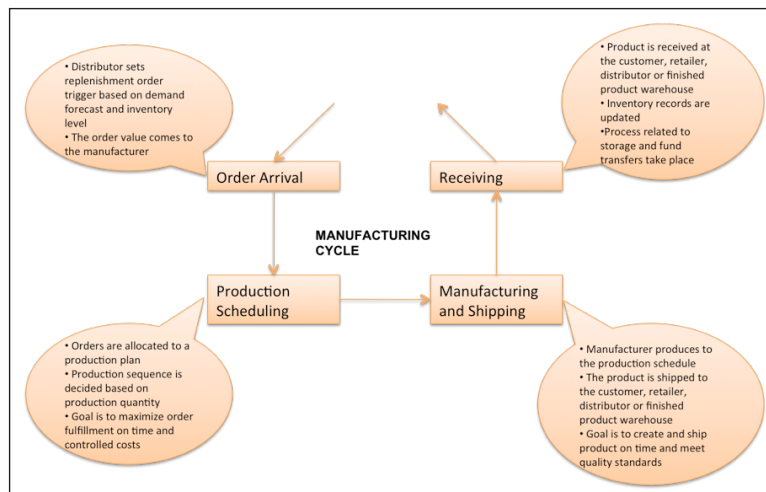 • Distributor sets
replenishment order
trigger based on demand
forecast and inventory
level
• The order value comes to
the manufacturer
• Product is received at
the customer, retailer,
distributor or finished
product warehouse
• Inventory records are
updated
•Process related to
storage and fund
transfers take place
Order Arrival
Receiving
MANUFACTURING
CYCLE
Production
Scheduling
Manufacturing
and Shipping
• Orders are allocated to a
production plan
• Production sequence is
decided based on
production quantity
• Goal is to maximize order
fulfillment on time and
controlled costs
• Manufacturer produces to
the production schedule
• The product is shipped to
the customer, retailer,
distributor or finished
product warehouse
• Goal is to create and ship
product on time and meet
quality standards